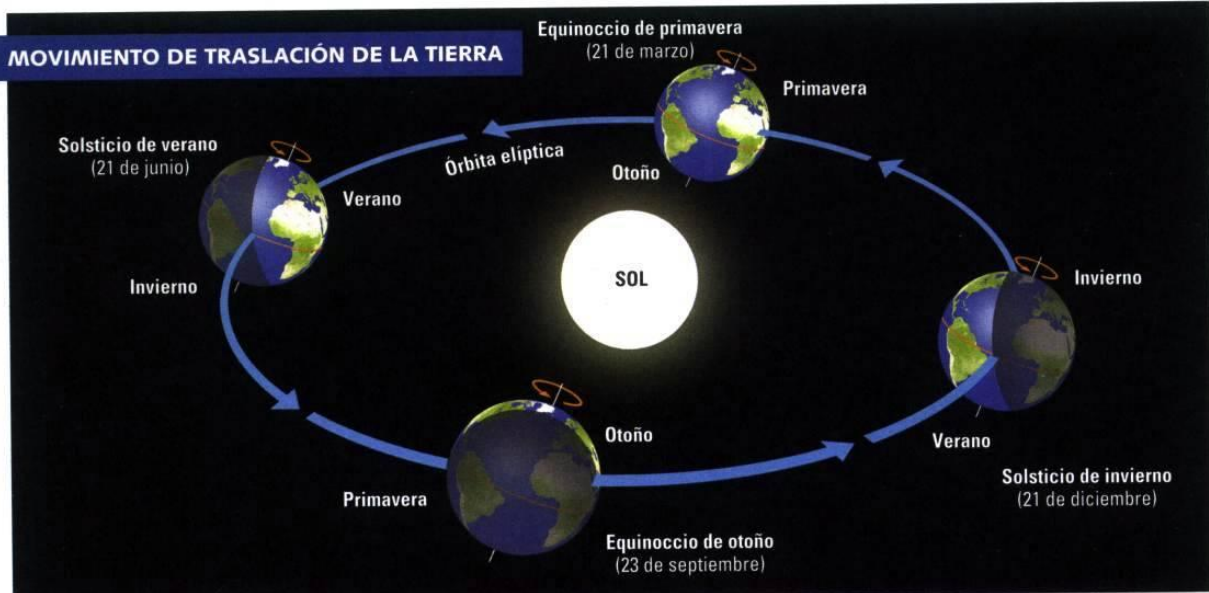 MOVIMIENTO DE TRASLACIÓN DE LA TIERRA
Equinoccio de primavera
(21 de marzo)
Primavera
Otoño
Solsticio de verano
(21 de junio)
Verano
Invierno
Órbita elíptica
SOL
Invierno
Verano
Solsticio de invierno
(21 de diciembre)
Otoño
Primavera
Equinoccio de otoño
(23 de septiembre)